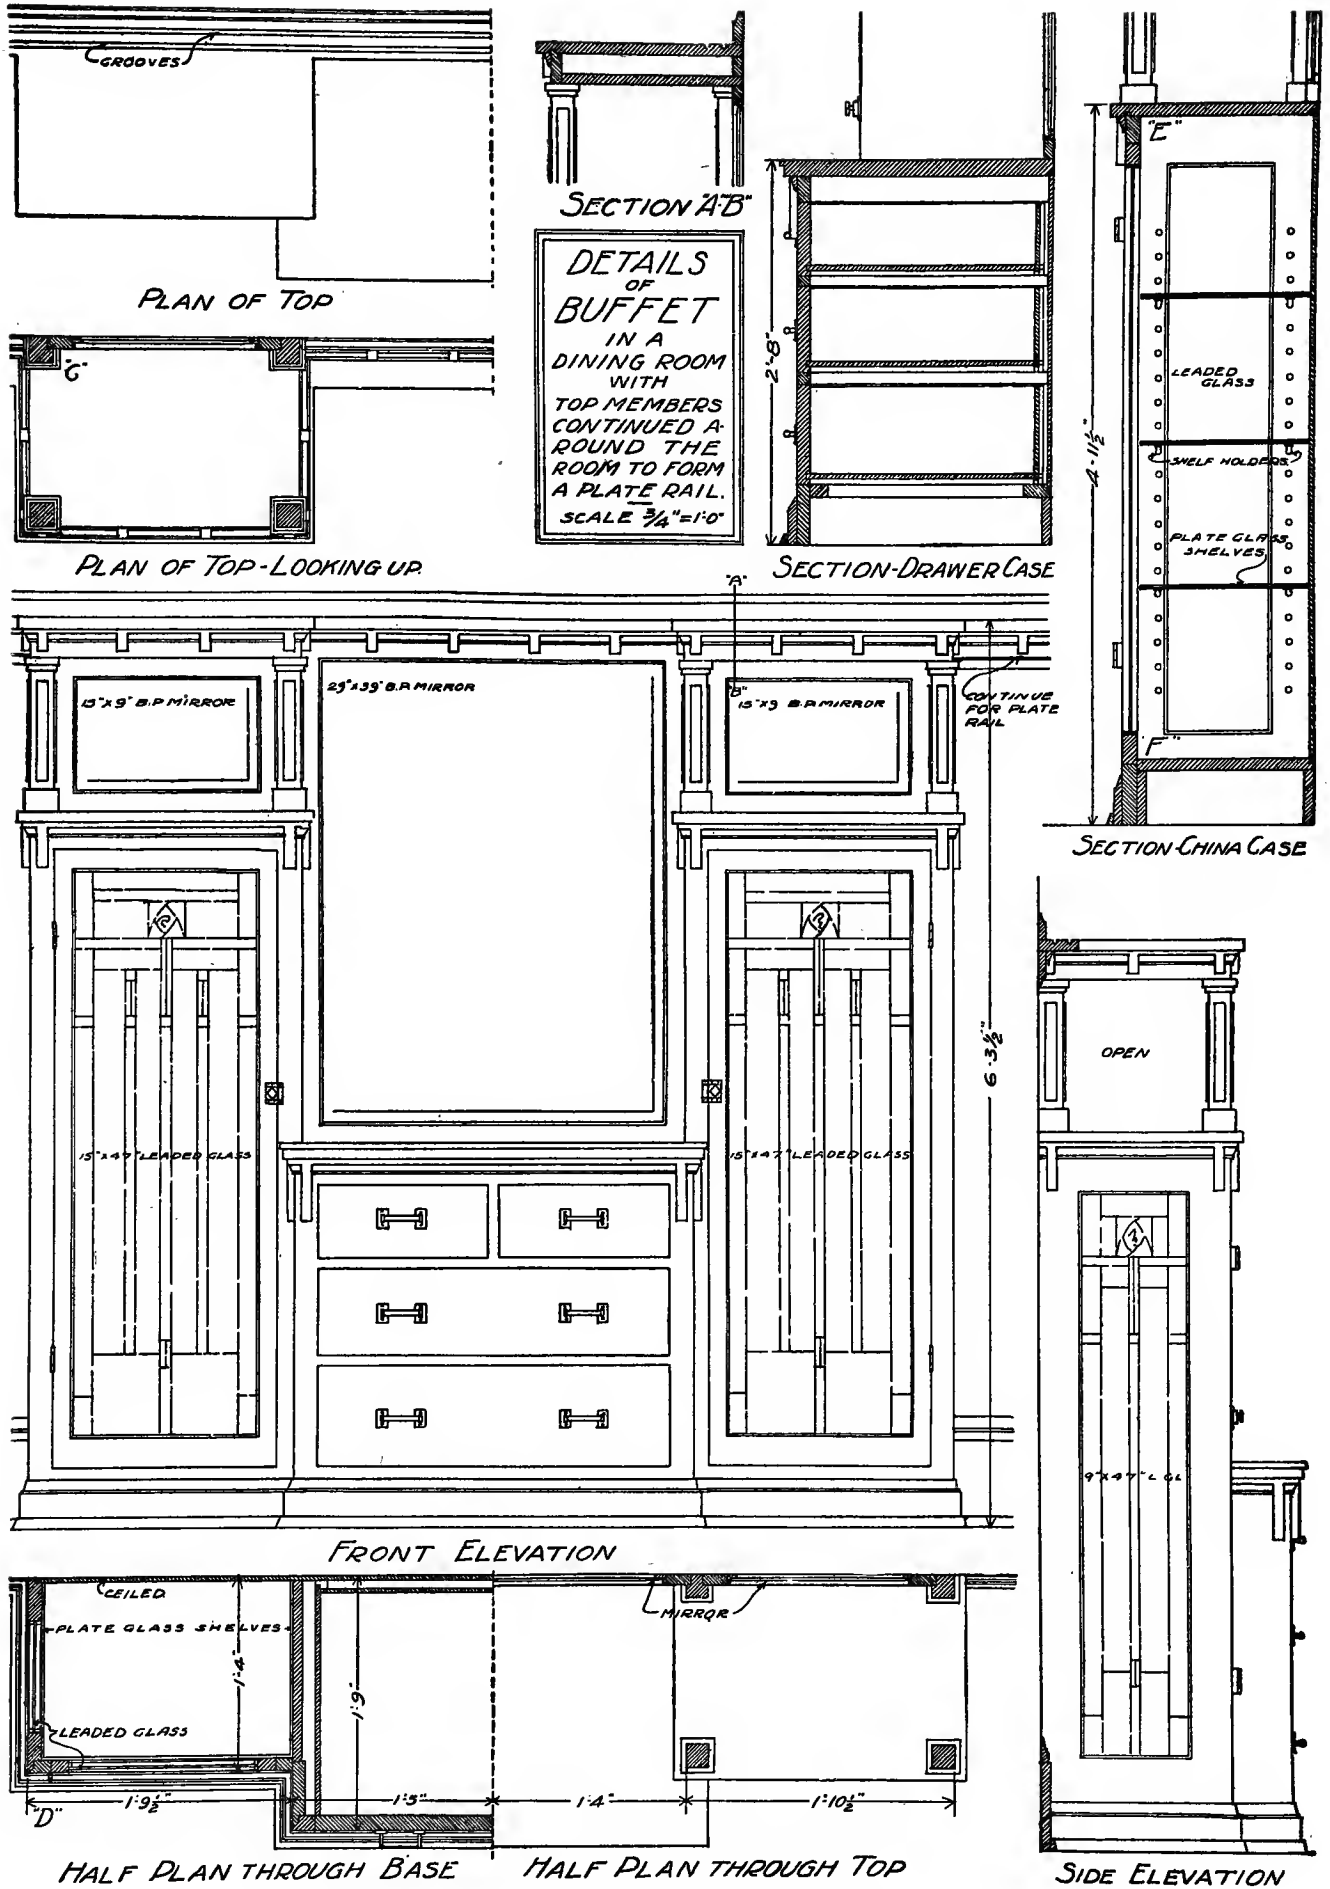 GROOVES
PLAN OF TOP
SECTION "A"-"B"
DETAILS
OF
BUFFET
IN A
DINING ROOM
WITH
TOP MEMBERS
CONTINUED A-
ROUND THE
ROOM TO FORM
A PLATE RAIL.
SCALE 3/4"=1'-0"
2'-8"
SECTION-DRAWER CASE
"E"
LEADED
GLASS
SHELF HOLDERS
PLATE GLASS
SHELVES
"F"
4'-11½"
SECTION-CHINA CASE
"C"
PLAN OF TOP-LOOKING UP.
"A"
"B"
15"X9" B.P. MIRROR
29"X39" B.P. MIRROR
15"X9 B.P. MIRROR
CONTINUE
FOR PLATE
RAIL
6'-3½"
15"X47" LEADED GLASS
15"X47" LEADED GLASS
FRONT ELEVATION
OPEN
9"X47" L GL
SIDE ELEVATION
CEILED
PLATE GLASS SHELVES
1'-4"
1'-9"
LEADED GLASS
MIRROR
"D"
1'-9½"
1'-5"
1'-4"
1'-10½"
HALF PLAN THROUGH BASE
HALF PLAN THROUGH TOP